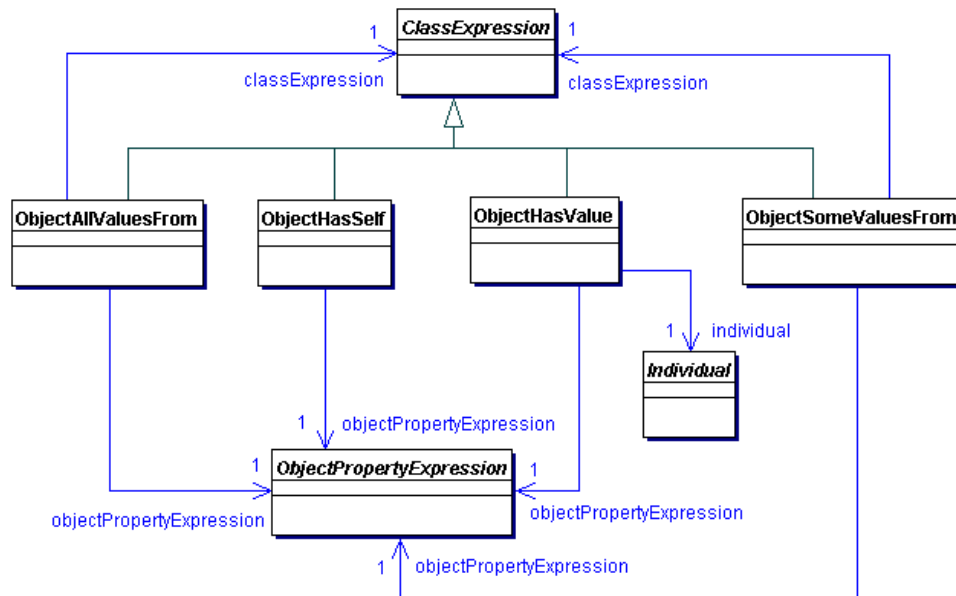 ClassExpression
1
1
classExpression
classExpression
ObjectAllValuesFrom
ObjectHasSelf
ObjectHasValue
ObjectSomeValuesFrom
1
individual
Individual
1
objectPropertyExpression
1
ObjectPropertyExpression
1
objectPropertyExpression
objectPropertyExpression
1
objectPropertyExpression